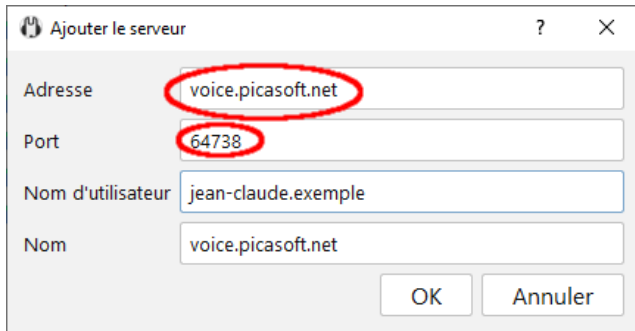 Ajouter le serveur ?
Adresse voice.picasoft.net
Port 64738
Nom d'utilisateur jean-claude.exemple
Nom voice.picasoft.net
OK Annuler